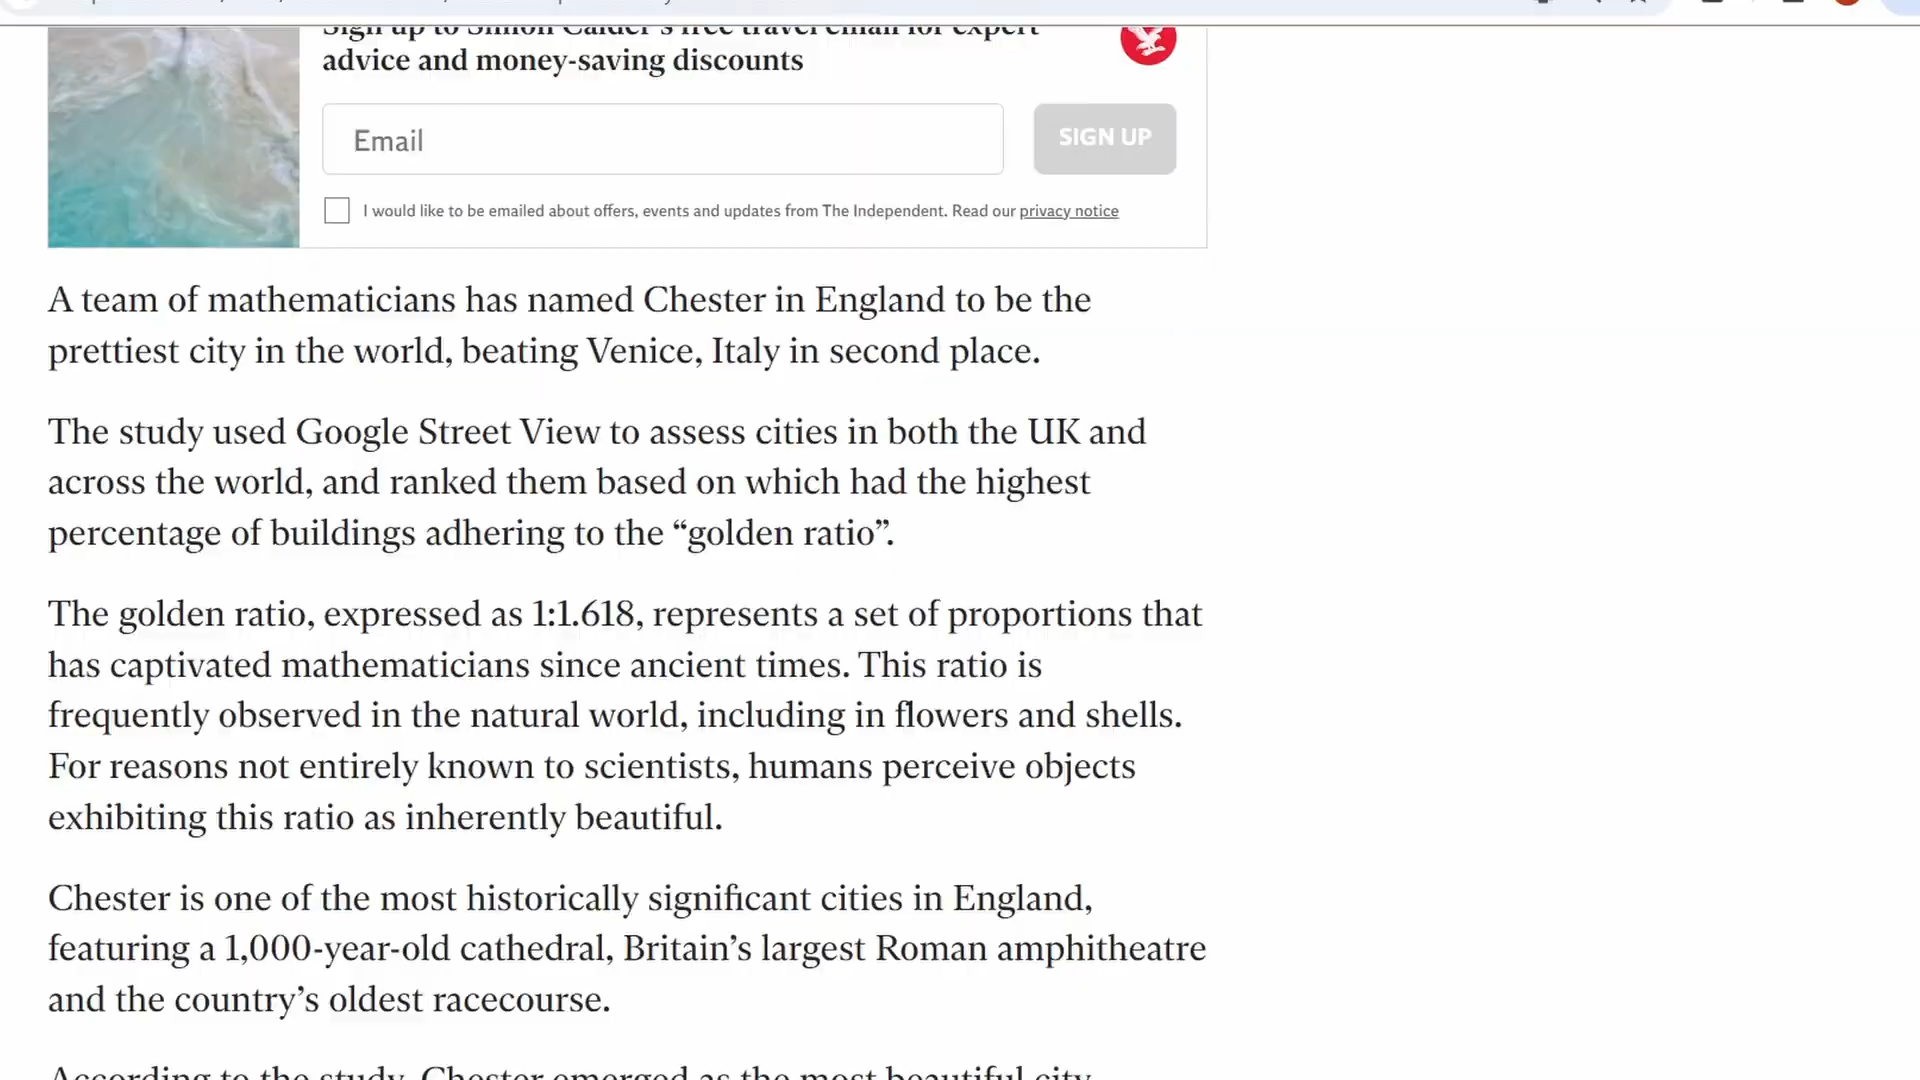 Sign up to Simon Calder's free travel email for expert
advice and money-saving discounts
Email
SIGN UP
I would like to be emailed about offers, events and updates from The Independent. Read our privacy notice
A team of mathematicians has named Chester in England to be the
prettiest city in the world, beating Venice, Italy in second place.
The study used Google Street View to assess cities in both the UK and
across the world, and ranked them based on which had the highest
percentage of buildings adhering to the “golden ratio”.
The golden ratio, expressed as 1:1.618, represents a set of proportions that
has captivated mathematicians since ancient times. This ratio is
frequently observed in the natural world, including in flowers and shells.
For reasons not entirely known to scientists, humans perceive objects
exhibiting this ratio as inherently beautiful.
Chester is one of the most historically significant cities in England,
featuring a 1,000-year-old cathedral, Britain’s largest Roman amphitheatre
and the country’s oldest racecourse.
According to the study, Chester emerged as the most beautiful city